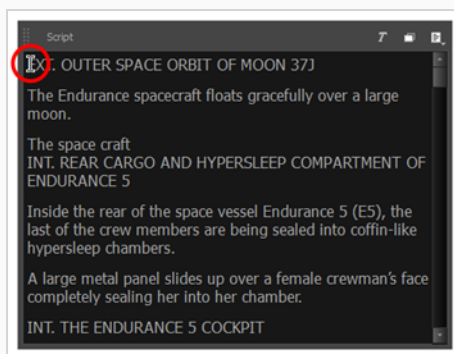 Script
EXT. OUTER SPACE ORBIT OF MOON 37J
The Endurance spacecraft floats gracefully over a large
moon.
The space craft
INT. REAR CARGO AND HYPERSLEEP COMPARTMENT OF
ENDURANCE 5
Inside the rear of the space vessel Endurance 5 (E5), the
last of the crew members are being sealed into coffin-like
hypersleep chambers.
A large metal panel slides up over a female crewman's face
completely sealing her into her chamber.
INT. THE ENDURANCE 5 COCKPIT